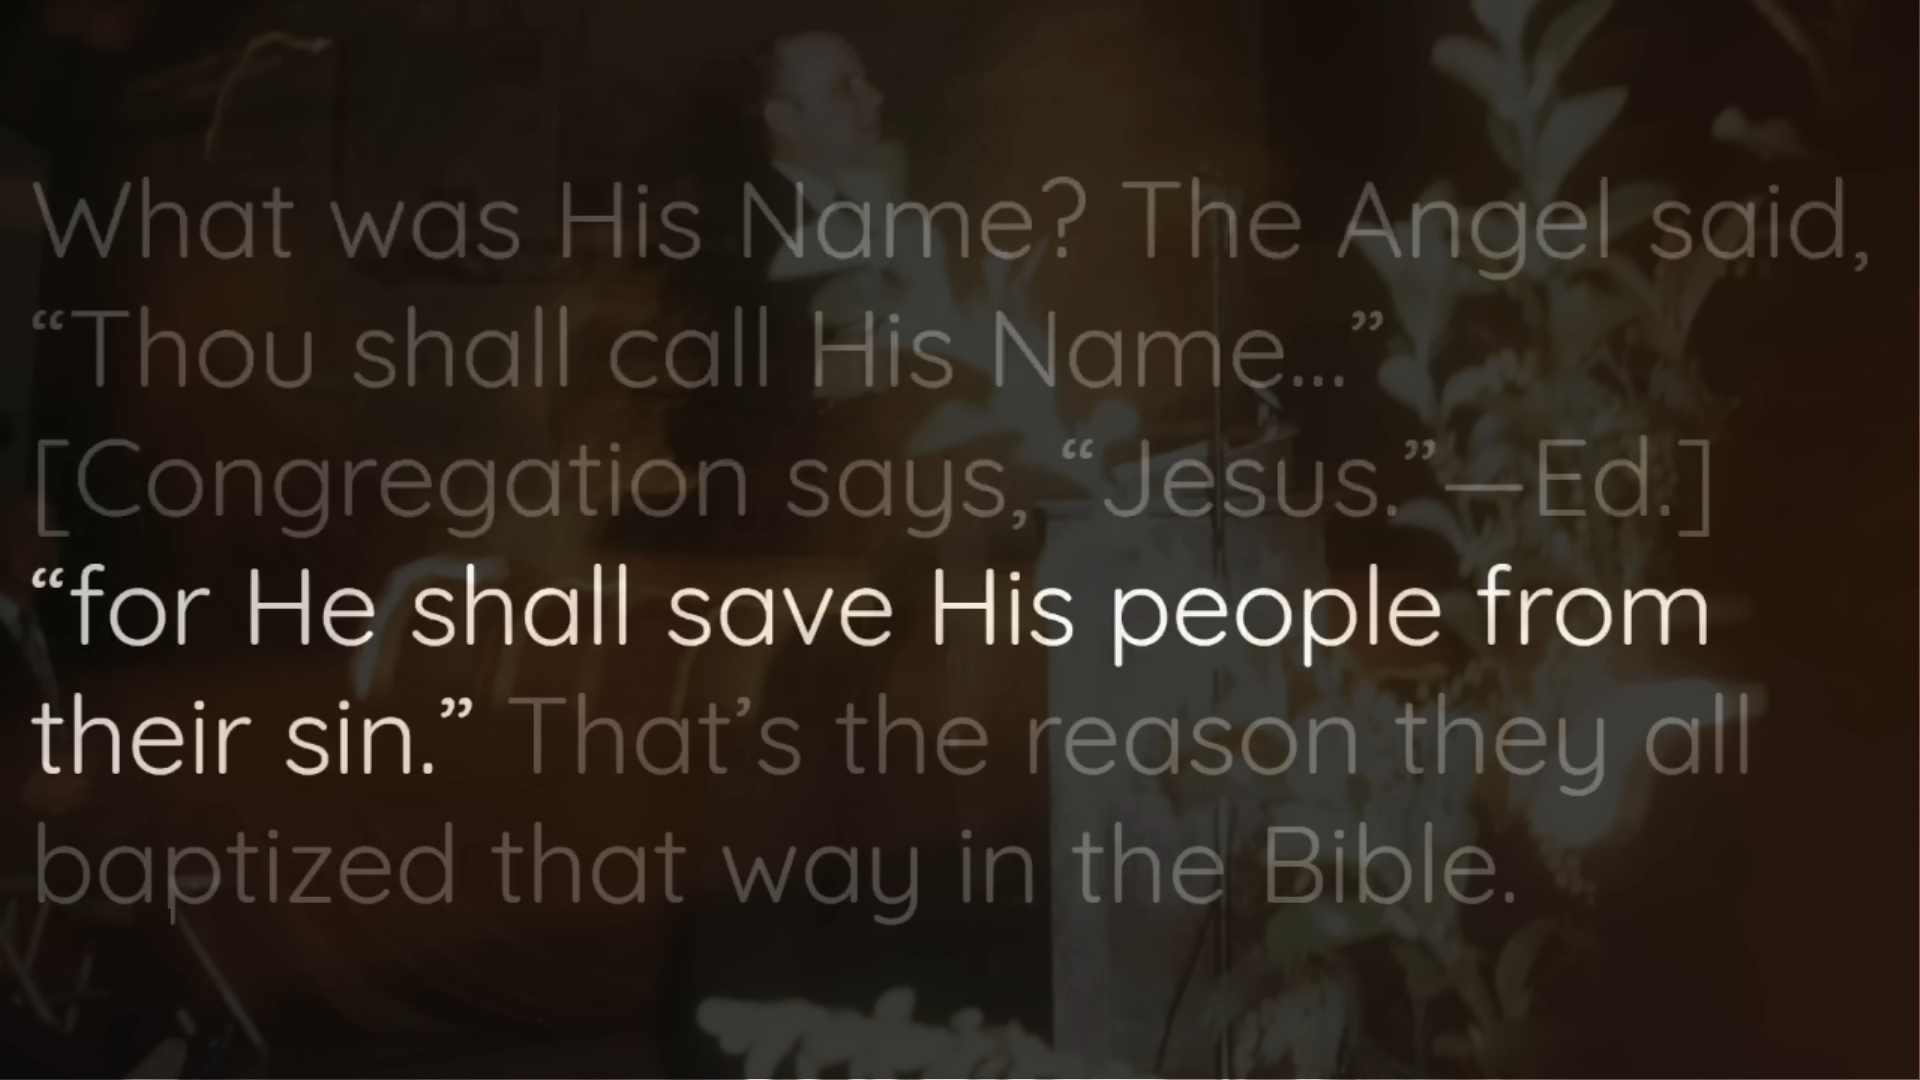 What was His Name? The Angel said,
“Thou shall call His Name...”
[Congregation says, “Jesus.”—Ed.]
“for He shall save His people from
their sin.” That’s the reason they all
baptized that way in the Bible.